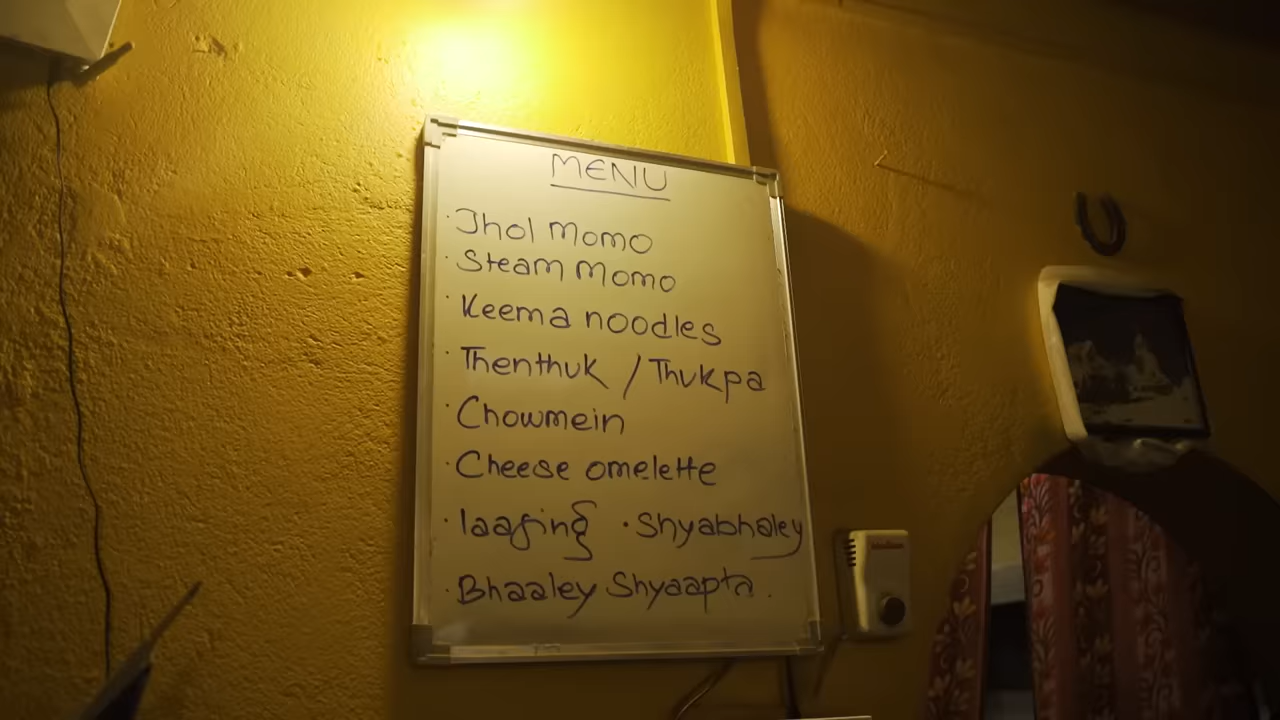 MENU
· Jhol Momo
· Steam Momo
· Keema noodles
· Thenthuk / Thukpa
· Chowmein
· Cheese omelette
· laafing · Shyabhaley
· Bhaaley Shyaapta.